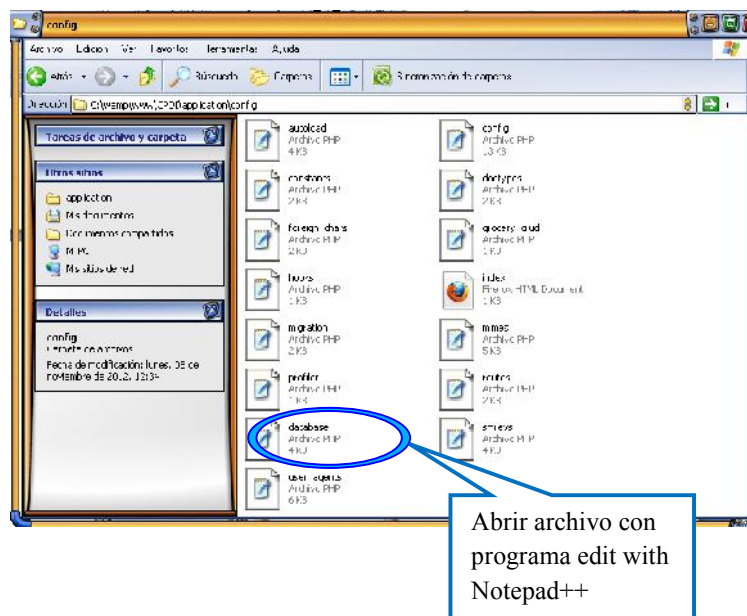 config
Archivo Edición Ver Favoritos Herramientas Ayuda
Atrás Búsqueda Carpetas Sincronización de carpetas
Dirección C:\wamp\www\CPDI\application\config
Tareas de archivo y carpeta
Otros sitios
application
Mis documentos
Documentos compartidos
Mi PC
Mis sitios de red
Detalles
config
Carpeta de archivos
Fecha de modificación: lunes, 05 de
noviembre de 2012, 12:34
autoload
Archivo PHP
4 KB
config
Archivo PHP
13 KB
constants
Archivo PHP
2 KB
doctypes
Archivo PHP
2 KB
foreign_chars
Archivo PHP
2 KB
grocery_crud
Archivo PHP
1 KB
hooks
Archivo PHP
1 KB
index
Firefox HTML Document
1 KB
migration
Archivo PHP
2 KB
mimes
Archivo PHP
5 KB
profiler
Archivo PHP
1 KB
routes
Archivo PHP
2 KB
database
Archivo PHP
4 KB
smileys
Archivo PHP
4 KB
user_agents
Archivo PHP
6 KB
Abrir archivo con
programa edit with
Notepad++